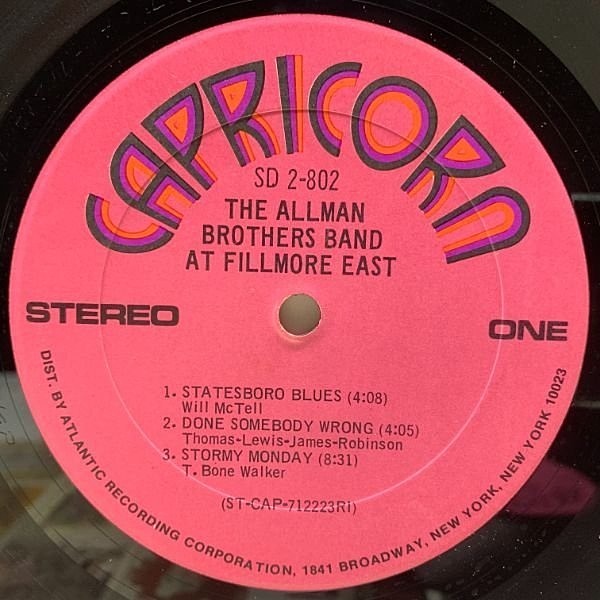 CAPRICORN
SD 2-802
THE ALLMAN
BROTHERS BAND
AT FILLMORE EAST
STEREO
ONE
1. STATESBORO BLUES (4:08)
Will McTell
2. DONE SOMEBODY WRONG (4:05)
Thomas-Lewis-James-Robinson
3. STORMY MONDAY (8:31)
T. Bone Walker
(ST-CAP-712223RI)
DIST. BY ATLANTIC RECORDING CORPORATION, 1841 BROADWAY, NEW YORK, NEW YORK 10023